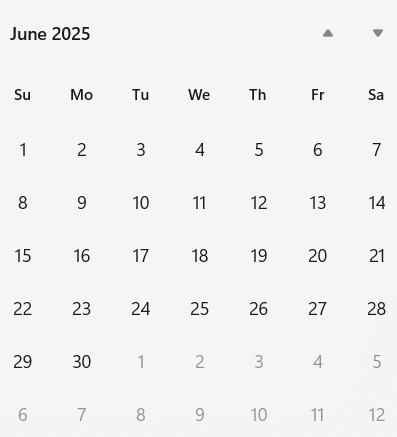 June 2025
Su Mo Tu We Th Fr Sa
1 2 3 4 5 6 7
8 9 10 11 12 13 14
15 16 17 18 19 20 21
22 23 24 25 26 27 28
29 30 1 2 3 4 5
6 7 8 9 10 11 12